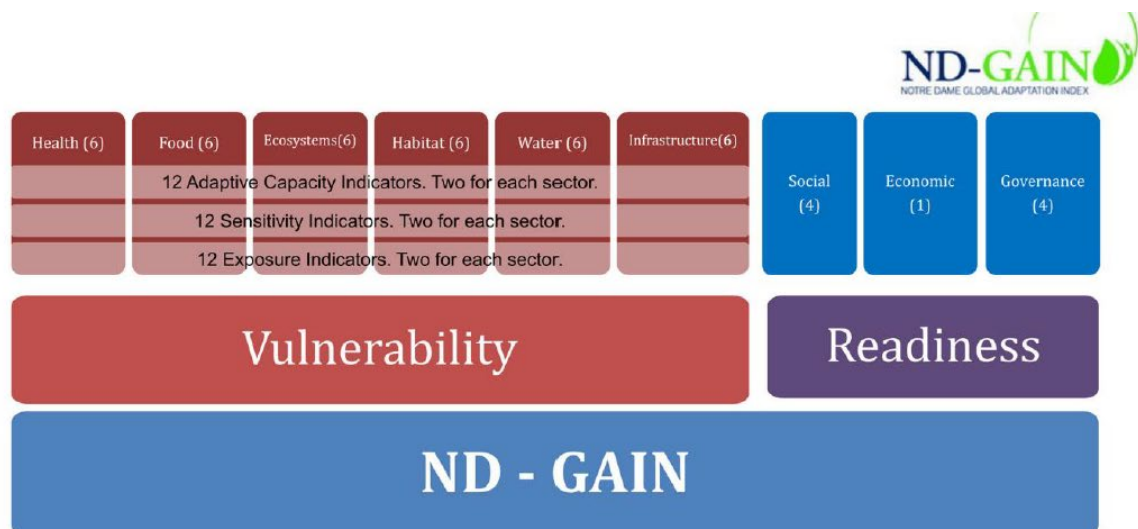 ND-GAIN
NOTRE DAME GLOBAL ADAPTATION INDEX
Health (6)
Food (6)
Ecosystems(6)
Habitat (6)
Water (6)
Infrastructure(6)
12 Adaptive Capacity Indicators. Two for each sector.
12 Sensitivity Indicators. Two for each sector.
12 Exposure Indicators. Two for each sector.
Social
(4)
Economic
(1)
Governance
(4)
Vulnerability
Readiness
ND - GAIN